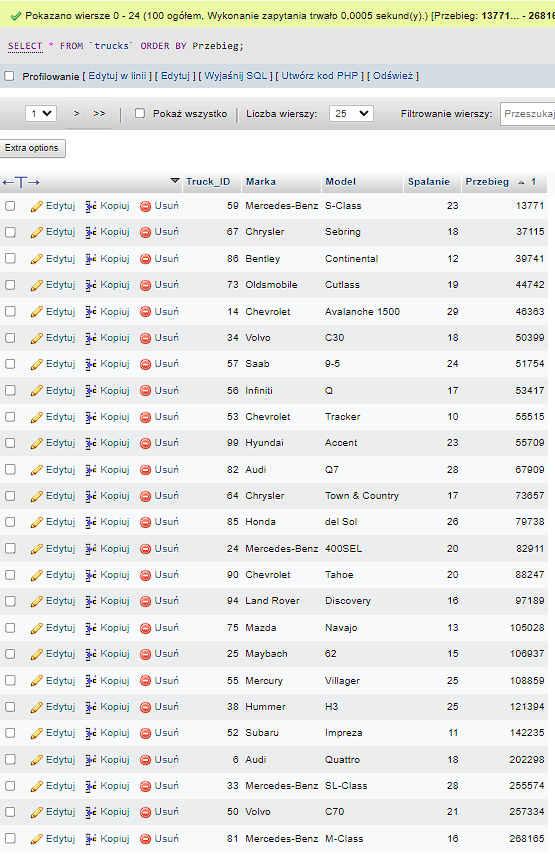 Pokazano wiersze 0 - 24 (100 ogółem, Wykonanie zapytania trwało 0,0005 sekund(y).) [Przebieg: 13771... - 26816
SELECT * FROM `trucks` ORDER BY Przebieg;
Profilowanie [ Edytuj w linii ] [ Edytuj ] [ Wyjaśnij SQL ] [ Utwórz kod PHP ] [ Odśwież ]
1 > >> Pokaż wszystko Liczba wierszy: 25 Filtrowanie wierszy: Przeszukaj
Extra options
←T→ Truck_ID Marka Model Spalanie Przebieg 1
Edytuj Kopiuj Usuń 59 Mercedes-Benz S-Class 23 13771
Edytuj Kopiuj Usuń 67 Chrysler Sebring 18 37115
Edytuj Kopiuj Usuń 86 Bentley Continental 12 39741
Edytuj Kopiuj Usuń 73 Oldsmobile Cutlass 19 44742
Edytuj Kopiuj Usuń 14 Chevrolet Avalanche 1500 29 46363
Edytuj Kopiuj Usuń 34 Volvo C30 18 50399
Edytuj Kopiuj Usuń 57 Saab 9-5 24 51754
Edytuj Kopiuj Usuń 56 Infiniti Q 17 53417
Edytuj Kopiuj Usuń 53 Chevrolet Tracker 10 55515
Edytuj Kopiuj Usuń 99 Hyundai Accent 23 55709
Edytuj Kopiuj Usuń 82 Audi Q7 28 67909
Edytuj Kopiuj Usuń 64 Chrysler Town & Country 17 73657
Edytuj Kopiuj Usuń 85 Honda del Sol 26 79738
Edytuj Kopiuj Usuń 24 Mercedes-Benz 400SEL 20 82911
Edytuj Kopiuj Usuń 90 Chevrolet Tahoe 20 88247
Edytuj Kopiuj Usuń 94 Land Rover Discovery 16 97189
Edytuj Kopiuj Usuń 75 Mazda Navajo 13 105028
Edytuj Kopiuj Usuń 25 Maybach 62 15 106937
Edytuj Kopiuj Usuń 55 Mercury Villager 25 108859
Edytuj Kopiuj Usuń 38 Hummer H3 25 121394
Edytuj Kopiuj Usuń 52 Subaru Impreza 11 142235
Edytuj Kopiuj Usuń 6 Audi Quattro 18 202298
Edytuj Kopiuj Usuń 33 Mercedes-Benz SL-Class 28 255574
Edytuj Kopiuj Usuń 50 Volvo C70 21 257334
Edytuj Kopiuj Usuń 81 Mercedes-Benz M-Class 16 268165